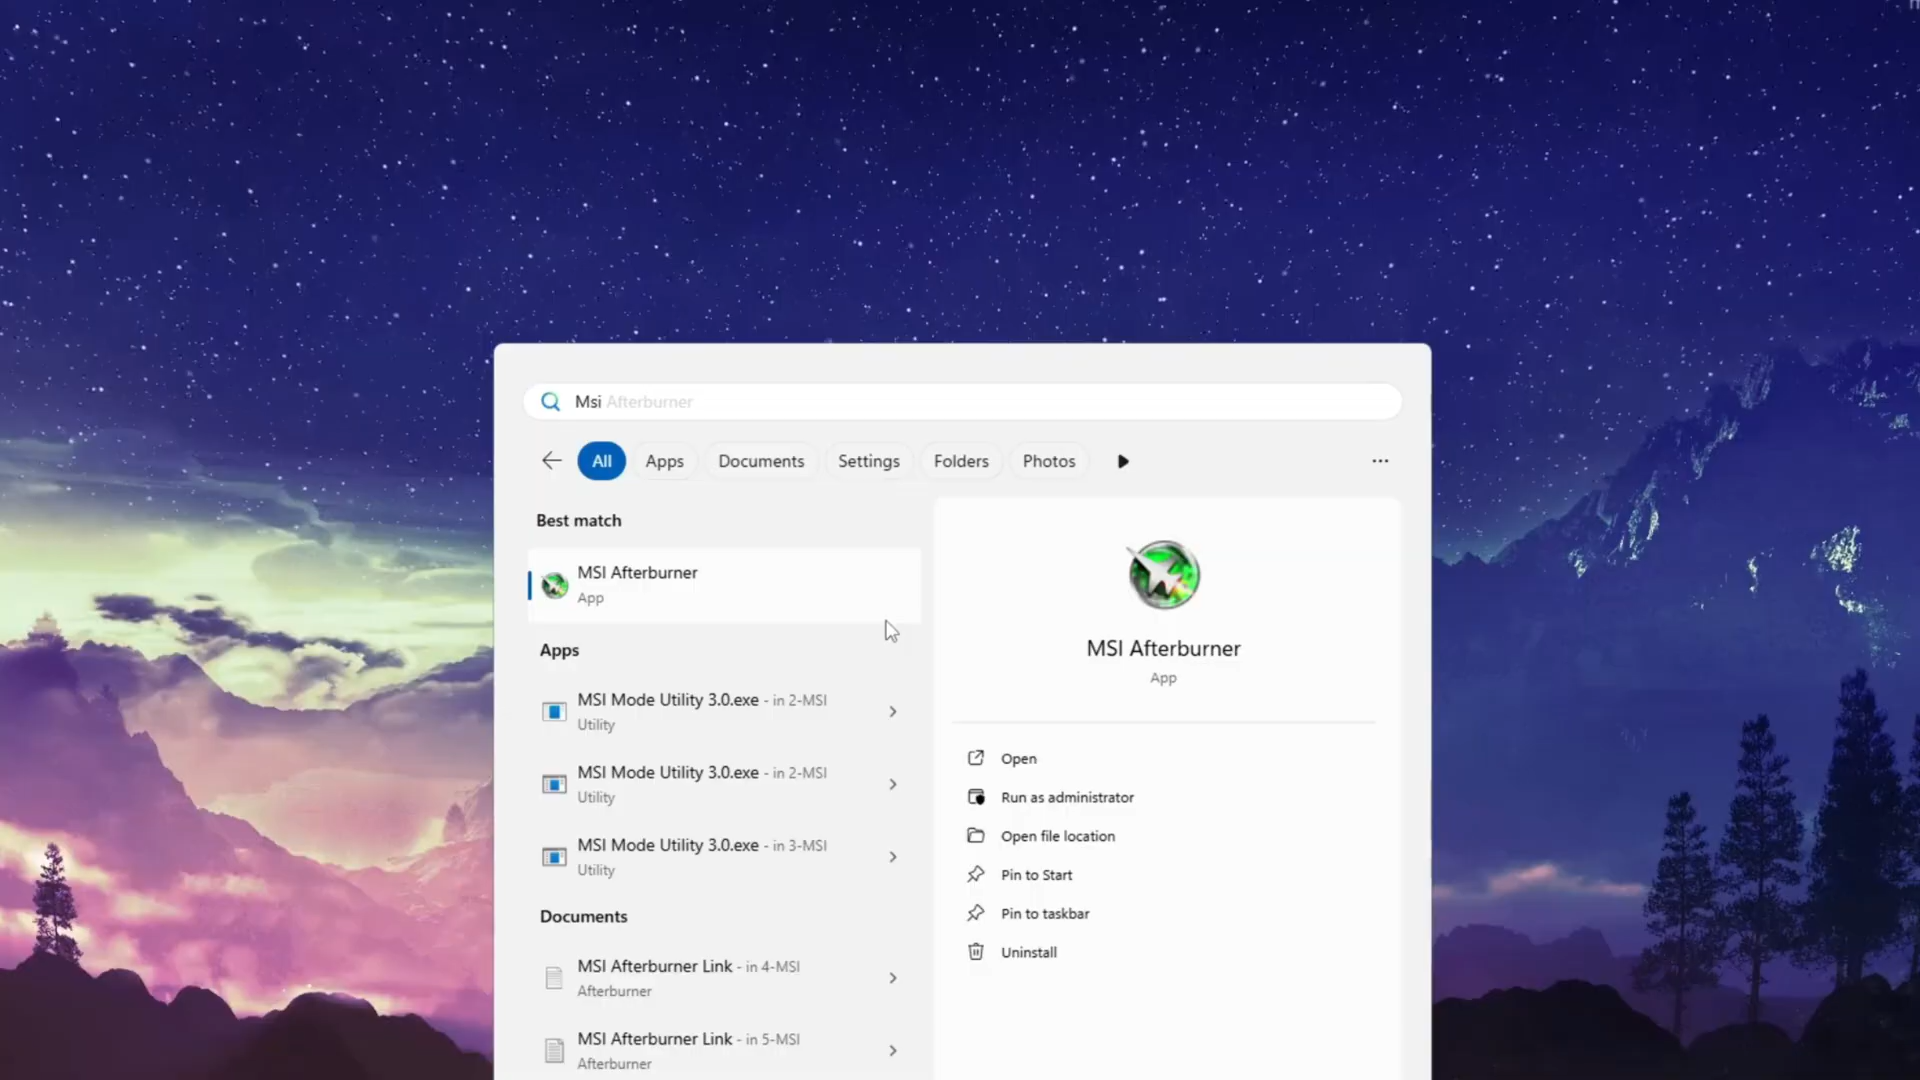 Msi Afterburner
All Apps Documents Settings Folders Photos
Best match
MSI Afterburner
App
Apps
MSI Mode Utility 3.0.exe - in 2-MSI
Utility
MSI Mode Utility 3.0.exe - in 2-MSI
Utility
MSI Mode Utility 3.0.exe - in 3-MSI
Utility
Documents
MSI Afterburner Link - in 4-MSI
Afterburner
MSI Afterburner Link - in 5-MSI
Afterburner
MSI Afterburner
App
Open
Run as administrator
Open file location
Pin to Start
Pin to taskbar
Uninstall